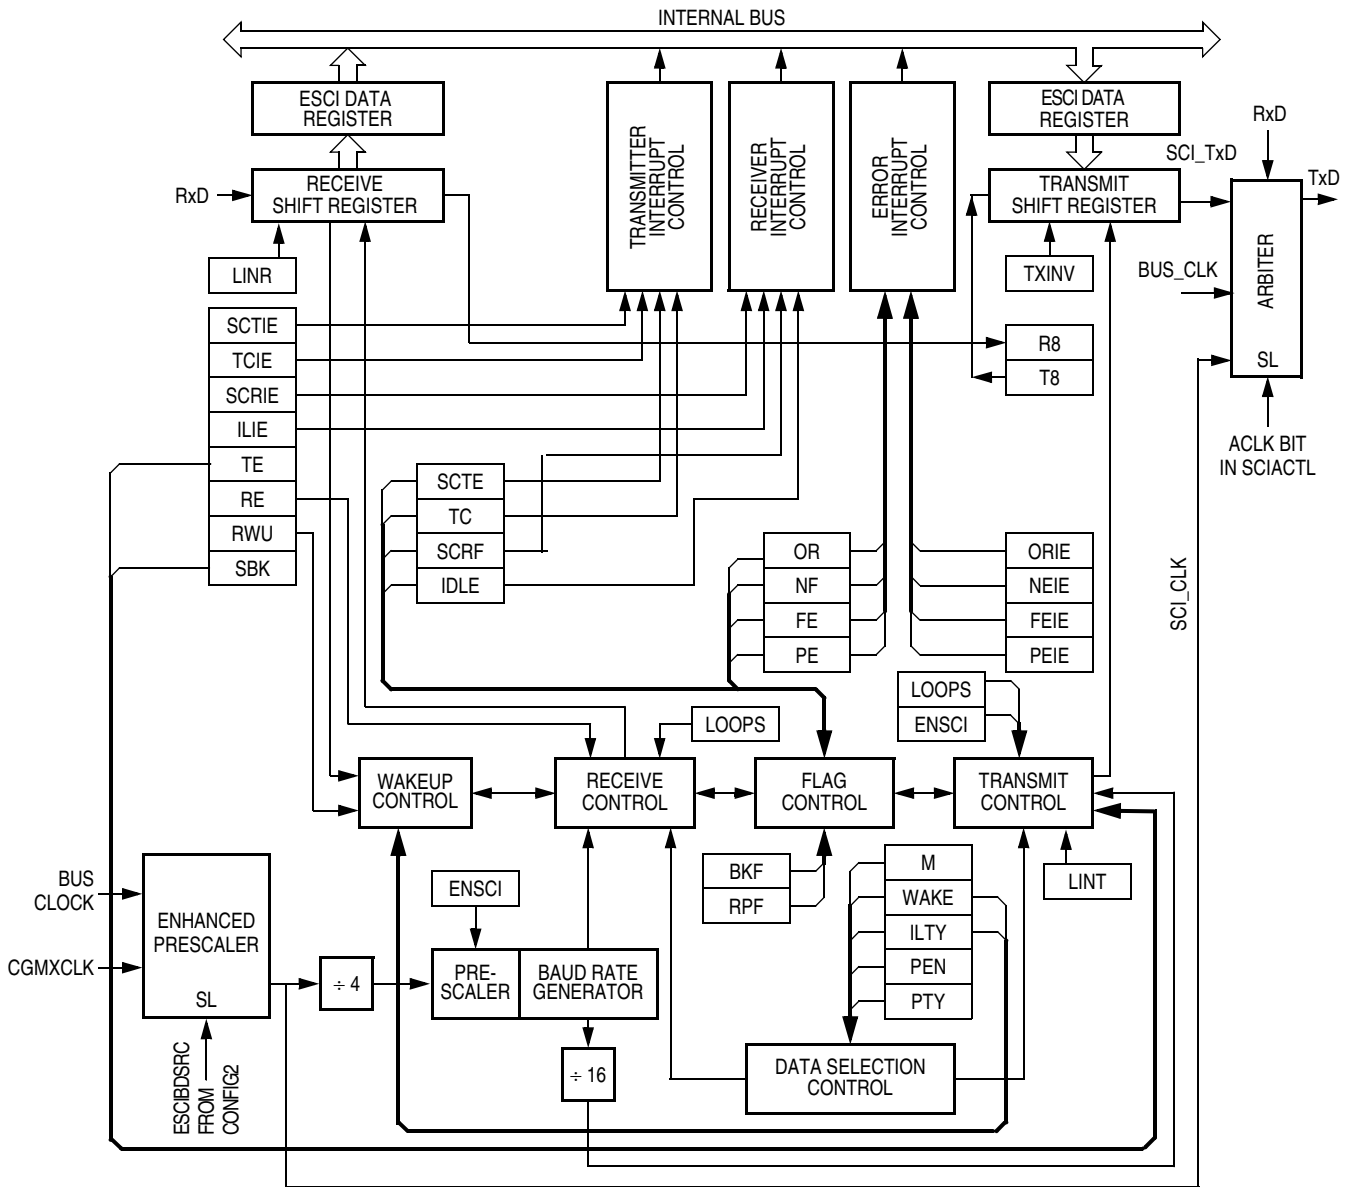 INTERNAL BUS
ESCI DATA
REGISTER
RECEIVE
SHIFT REGISTER
RxD
LINR
TRANSMITTER
INTERRUPT
CONTROL
RECEIVER
INTERRUPT
CONTROL
ERROR
INTERRUPT
CONTROL
ESCI DATA
REGISTER
TRANSMIT
SHIFT REGISTER
TXINV
SCI_TxD
RxD
TxD
BUS_CLK
ARBITER
SL
ACLK BIT
IN SCIACTL
R8
T8
SCTIE
TCIE
SCRIE
ILIE
TE
RE
RWU
SBK
SCTE
TC
SCRF
IDLE
OR
NF
FE
PE
ORIE
NEIE
FEIE
PEIE
SCI_CLK
LOOPS
LOOPS
ENSCI
WAKEUP
CONTROL
RECEIVE
CONTROL
FLAG
CONTROL
TRANSMIT
CONTROL
BKF
RPF
M
WAKE
ILTY
PEN
PTY
LINT
BUS
CLOCK
CGMXCLK
ENHANCED
PRESCALER
SL
ESCIBDSRC
FROM
CONFIG2
÷ 4
ENSCI
PRE-
SCALER
BAUD RATE
GENERATOR
÷ 16
DATA SELECTION
CONTROL